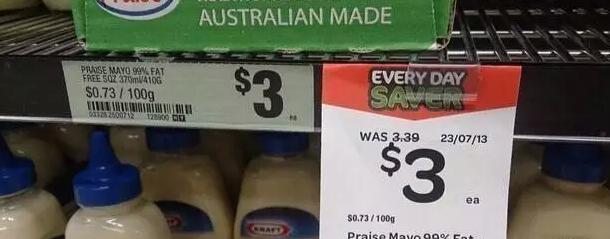 AUSTRALIAN MADE
PRAISE MAYO 99% FAT
FREE SQZ 370ml/410G
$0.73 / 100g
$3
ea
EVERY DAY
SAVER
WAS 3.39 23/07/13
$3
ea
$0.73 / 100g
Praise Mayo 99% Fat
KRAFT